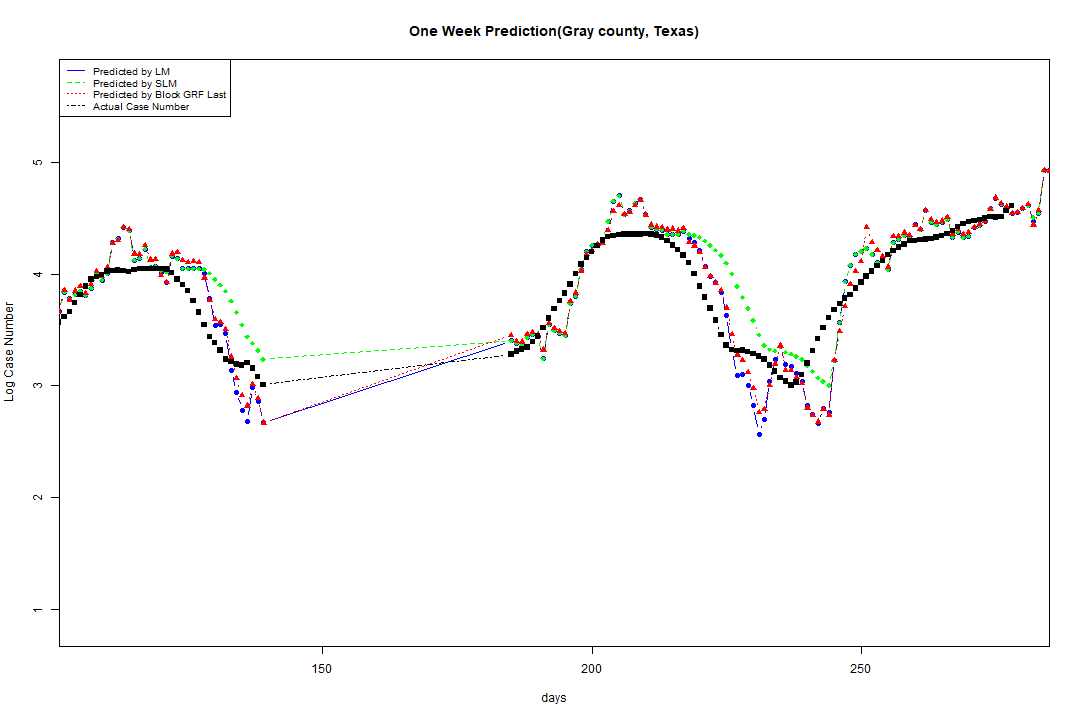 One Week Prediction(Gray county, Texas)
Predicted by LM
Predicted by SLM
Predicted by Block GRF Last
Actual Case Number
5
4
3
2
1
Log Case Number
150 200 250
days